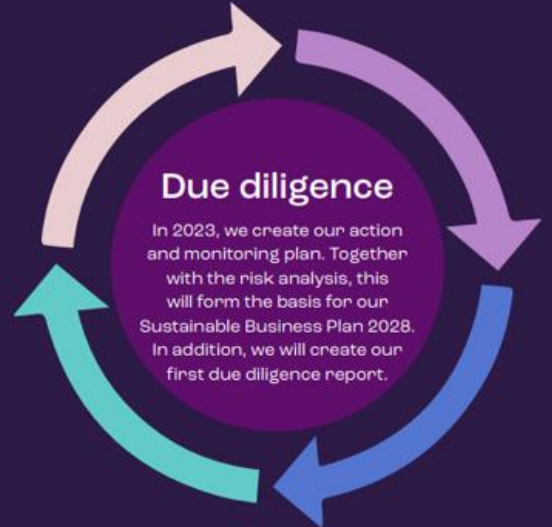 Due diligence
In 2023, we create our action
and monitoring plan. Together
with the risk analysis, this
will form the basis for our
Sustainable Business Plan 2028.
In addition, we will create our
first due diligence report.